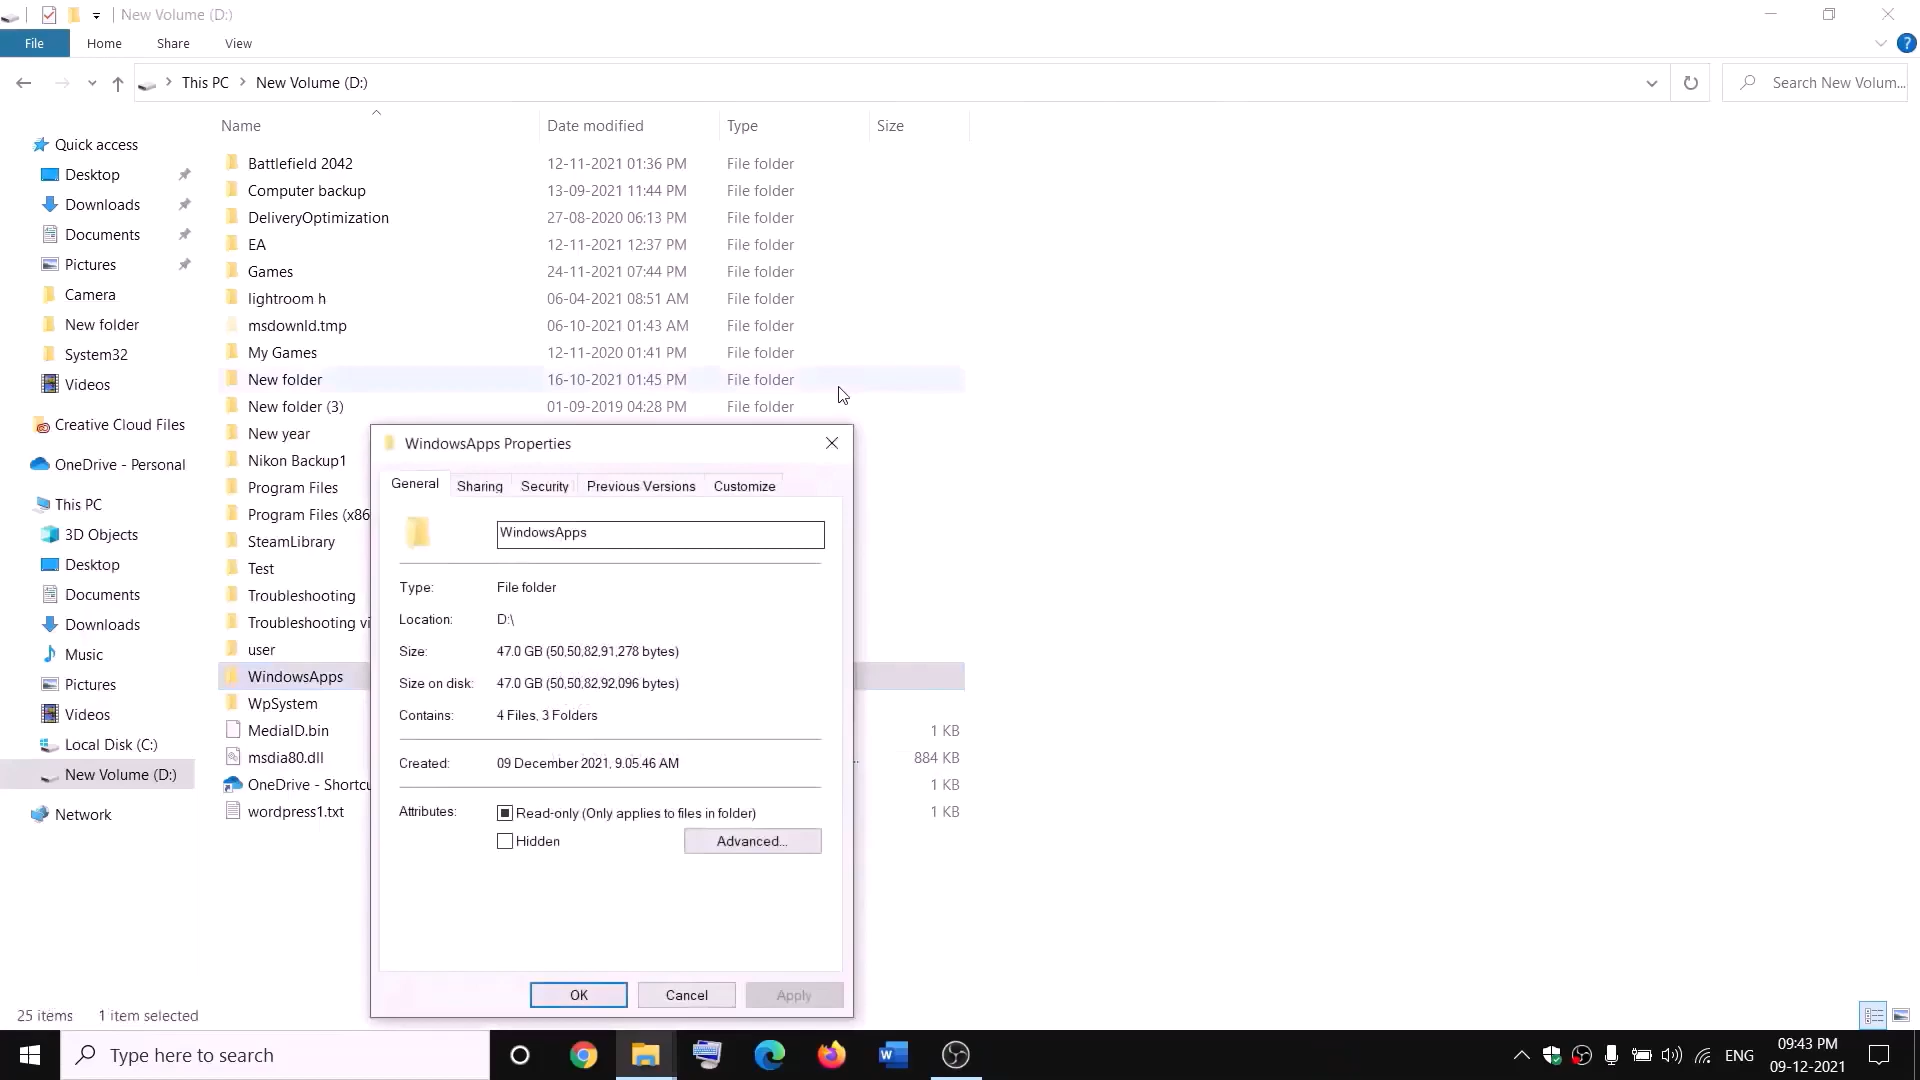 New Volume (D:)
File Home Share View
This PC New Volume (D:) Search New Volum...
Name Date modified Type Size
Quick access
Desktop
Downloads
Documents
Pictures
Camera
New folder
System32
Videos
Creative Cloud Files
OneDrive - Personal
This PC
3D Objects
Desktop
Documents
Downloads
Music
Pictures
Videos
Local Disk (C:)
New Volume (D:)
Network
Battlefield 2042 12-11-2021 01:36 PM File folder
Computer backup 13-09-2021 11:44 PM File folder
DeliveryOptimization 27-08-2020 06:13 PM File folder
EA 12-11-2021 12:37 PM File folder
Games 24-11-2021 07:44 PM File folder
lightroom h 06-04-2021 08:51 AM File folder
msdownld.tmp 06-10-2021 01:43 AM File folder
My Games 12-11-2020 01:41 PM File folder
New folder 16-10-2021 01:45 PM File folder
New folder (3) 01-09-2019 04:28 PM File folder
New year
Nikon Backup1
Program Files
Program Files (x86
SteamLibrary
Test
Troubleshooting
Troubleshooting vi
user
WindowsApps
WpSystem
MediaID.bin 1 KB
msdia80.dll ... 884 KB
OneDrive - Shortcu 1 KB
wordpress1.txt 1 KB
WindowsApps Properties
General Sharing Security Previous Versions Customize
WindowsApps
Type: File folder
Location: D:\
Size: 47.0 GB (50,50,82,91,278 bytes)
Size on disk: 47.0 GB (50,50,82,92,096 bytes)
Contains: 4 Files, 3 Folders
Created: 09 December 2021, 9.05.46 AM
Attributes: Read-only (Only applies to files in folder)
Hidden Advanced...
OK Cancel Apply
25 items 1 item selected
Type here to search
ENG
09:43 PM
09-12-2021